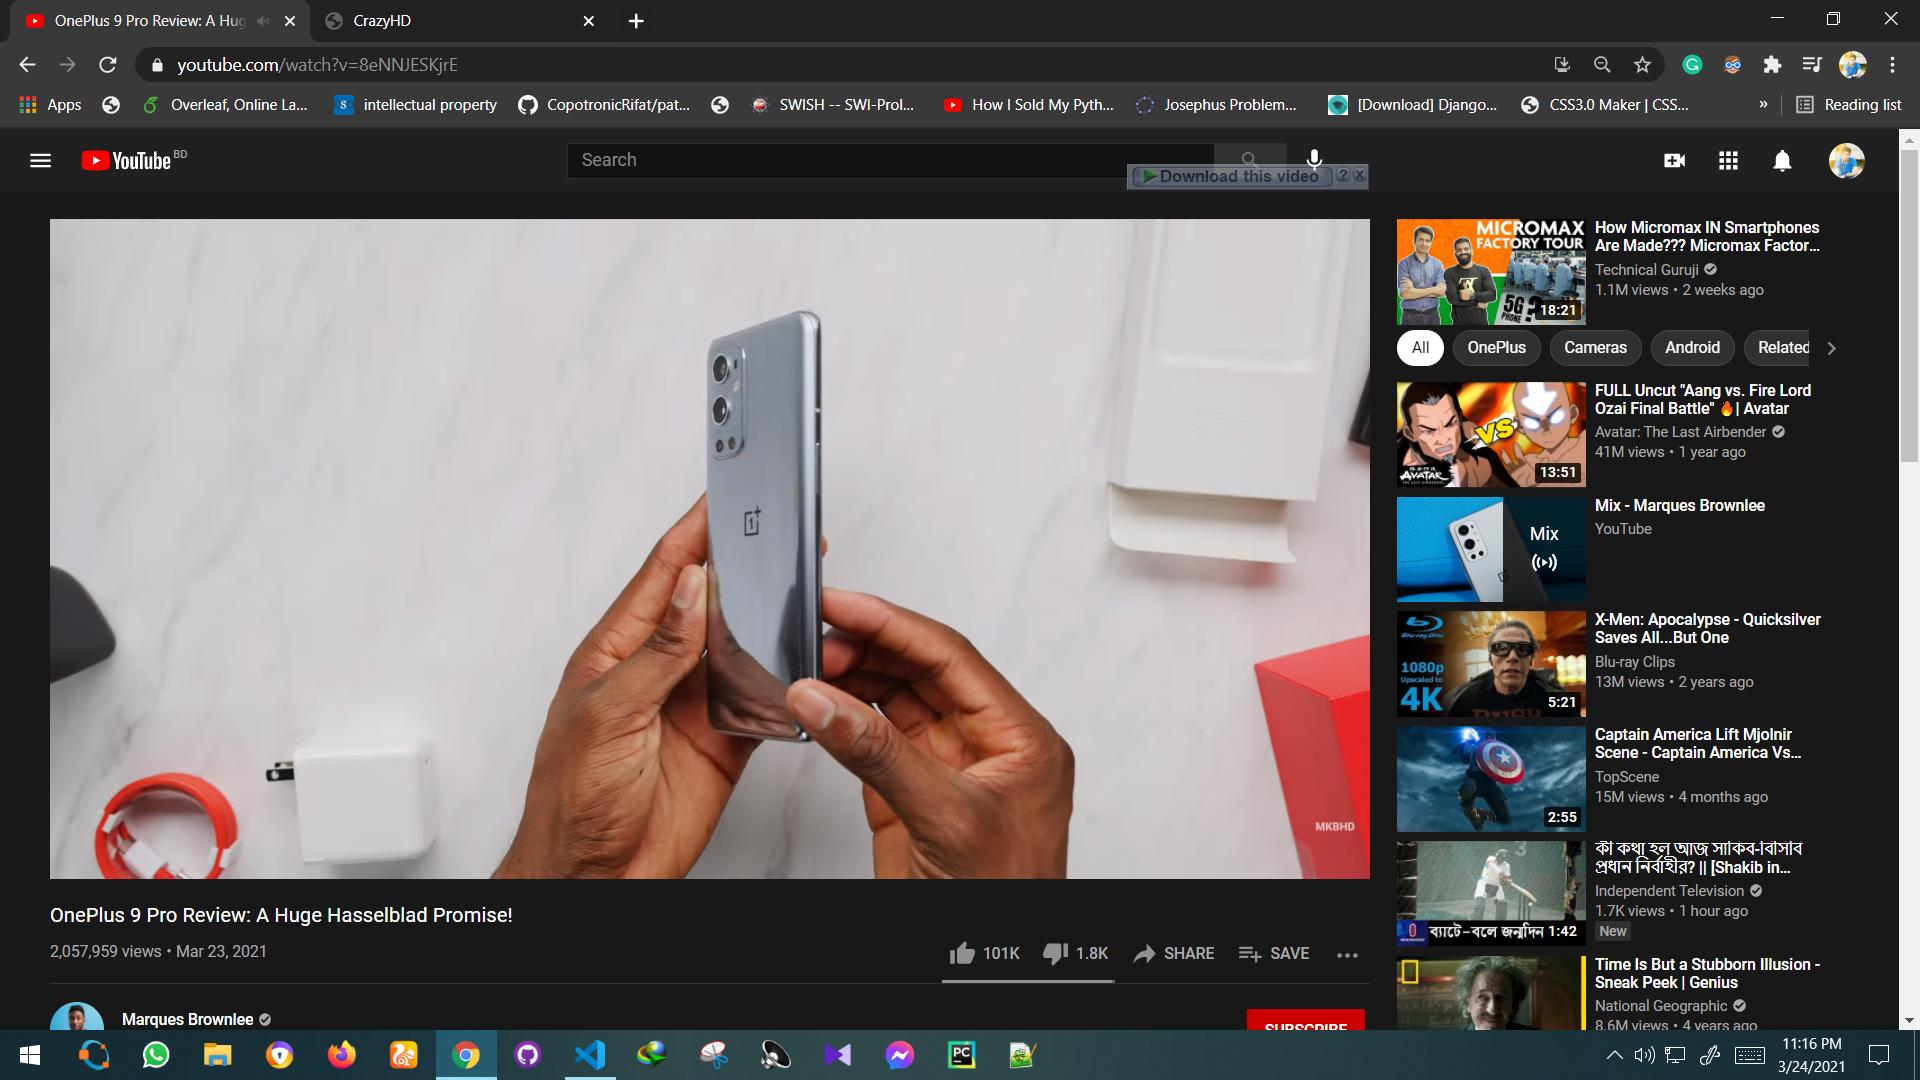 OnePlus 9 Pro Review: A Hug
CrazyHD
youtube.com/watch?v=8eNNJESKjrE
Apps
Overleaf, Online La...
intellectual property
CopotronicRifat/pat...
SWISH -- SWI-Prol...
How I Sold My Pyth...
Josephus Problem...
[Download] Django...
CSS3.0 Maker | CSS...
»
Reading list
YouTube BD
Search
Download this video
MICROMAX
FACTORY TOUR
5G ?
PHONE
18:21
How Micromax IN Smartphones
Are Made??? Micromax Factor...
Technical Guruji
1.1M views • 2 weeks ago
All
OnePlus
Cameras
Android
Related
VS
AVATAR
13:51
FULL Uncut "Aang vs. Fire Lord
Ozai Final Battle" 🔥| Avatar
Avatar: The Last Airbender
41M views • 1 year ago
Mix
Mix - Marques Brownlee
YouTube
Blu-ray Disc
1080p
Upscaled to
4K
5:21
X-Men: Apocalypse - Quicksilver
Saves All...But One
Blu-ray Clips
13M views • 2 years ago
2:55
Captain America Lift Mjolnir
Scene - Captain America Vs...
TopScene
15M views • 4 months ago
ব্যাটে-বলে জন্মদিন 1:42
কী কথা হল আজ সাকিব-বিসিবি
প্রধান নির্বাহীর? || [Shakib in...
Independent Television
1.7K views • 1 hour ago
New
Time Is But a Stubborn Illusion -
Sneak Peek | Genius
National Geographic
8.6M views • 4 years ago
MKBHD
OnePlus 9 Pro Review: A Huge Hasselblad Promise!
2,057,959 views • Mar 23, 2021
101K
1.8K
SHARE
SAVE
Marques Brownlee
SUBSCRIBE
11:16 PM
3/24/2021